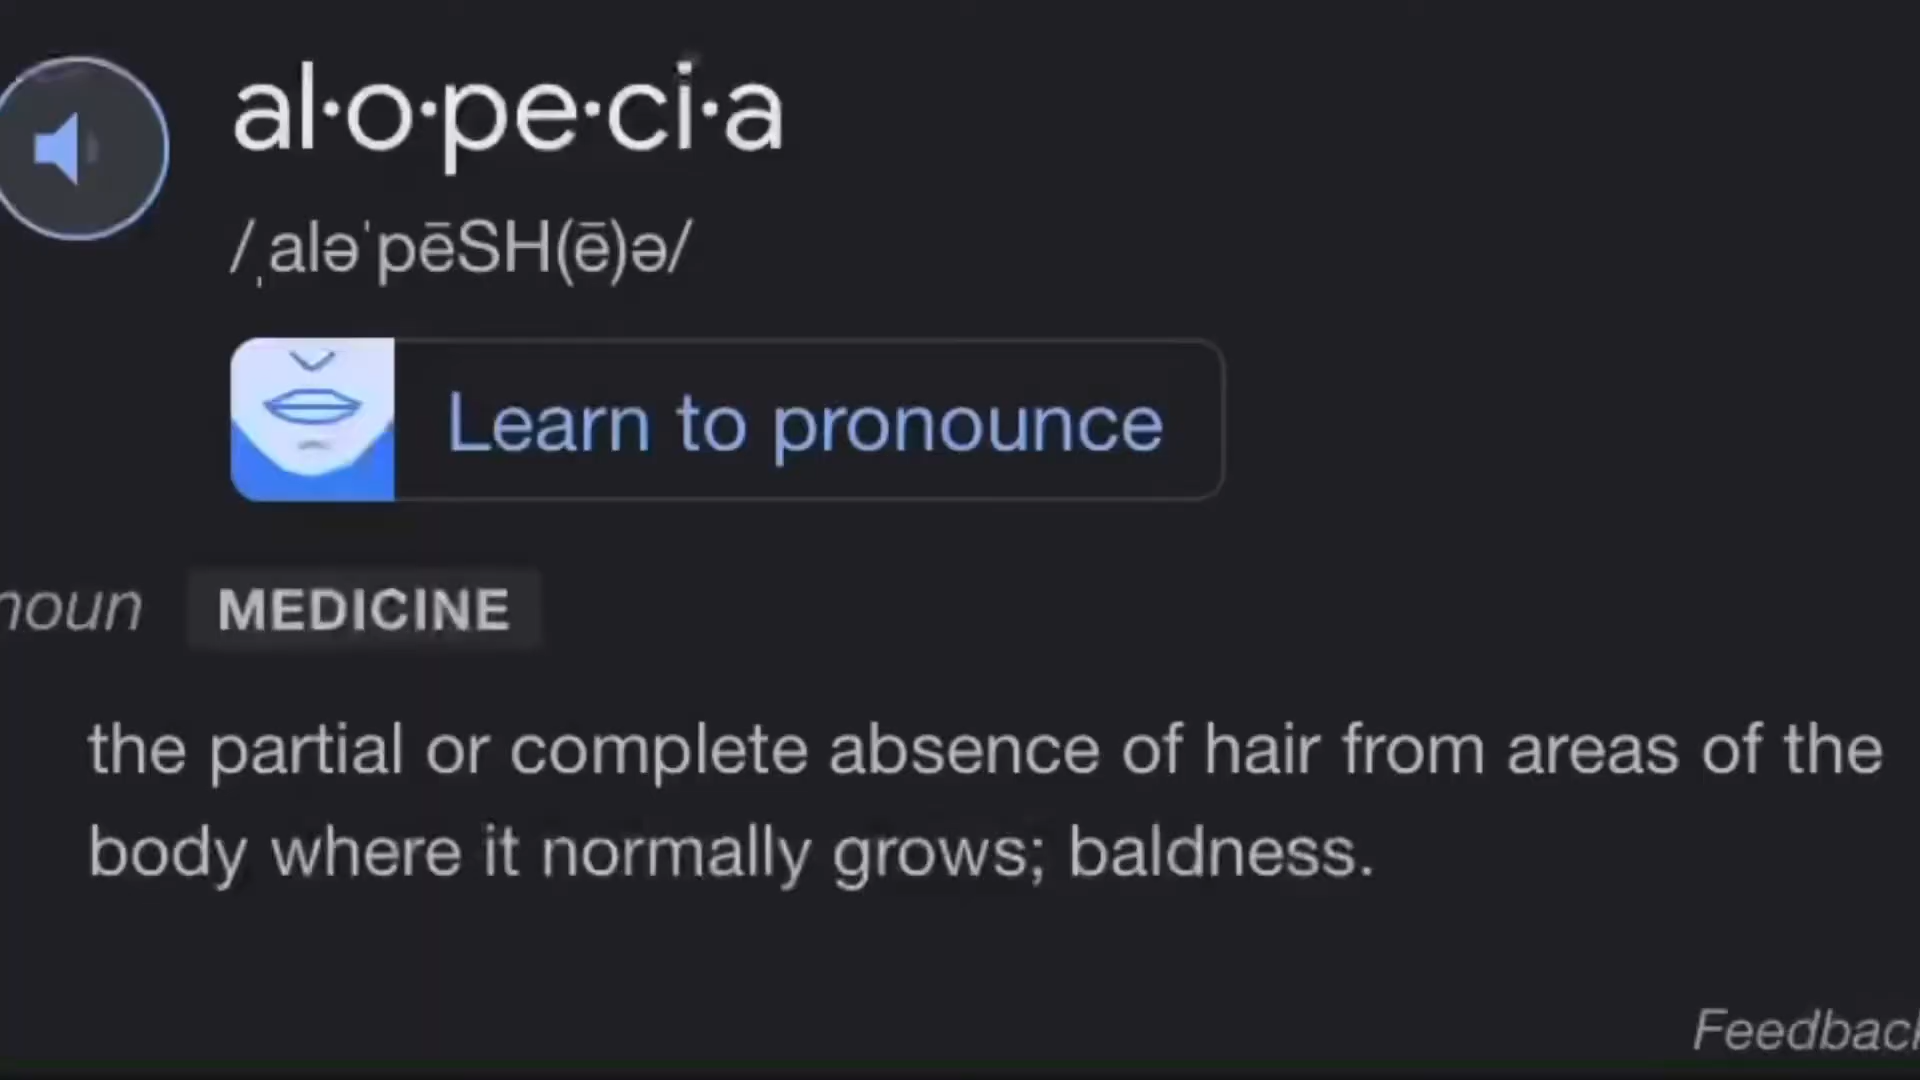 al·o·pe·ci·a
/ˌaləˈpēSH(ē)ə/
Learn to pronounce
noun MEDICINE
the partial or complete absence of hair from areas of the
body where it normally grows; baldness.
Feedback